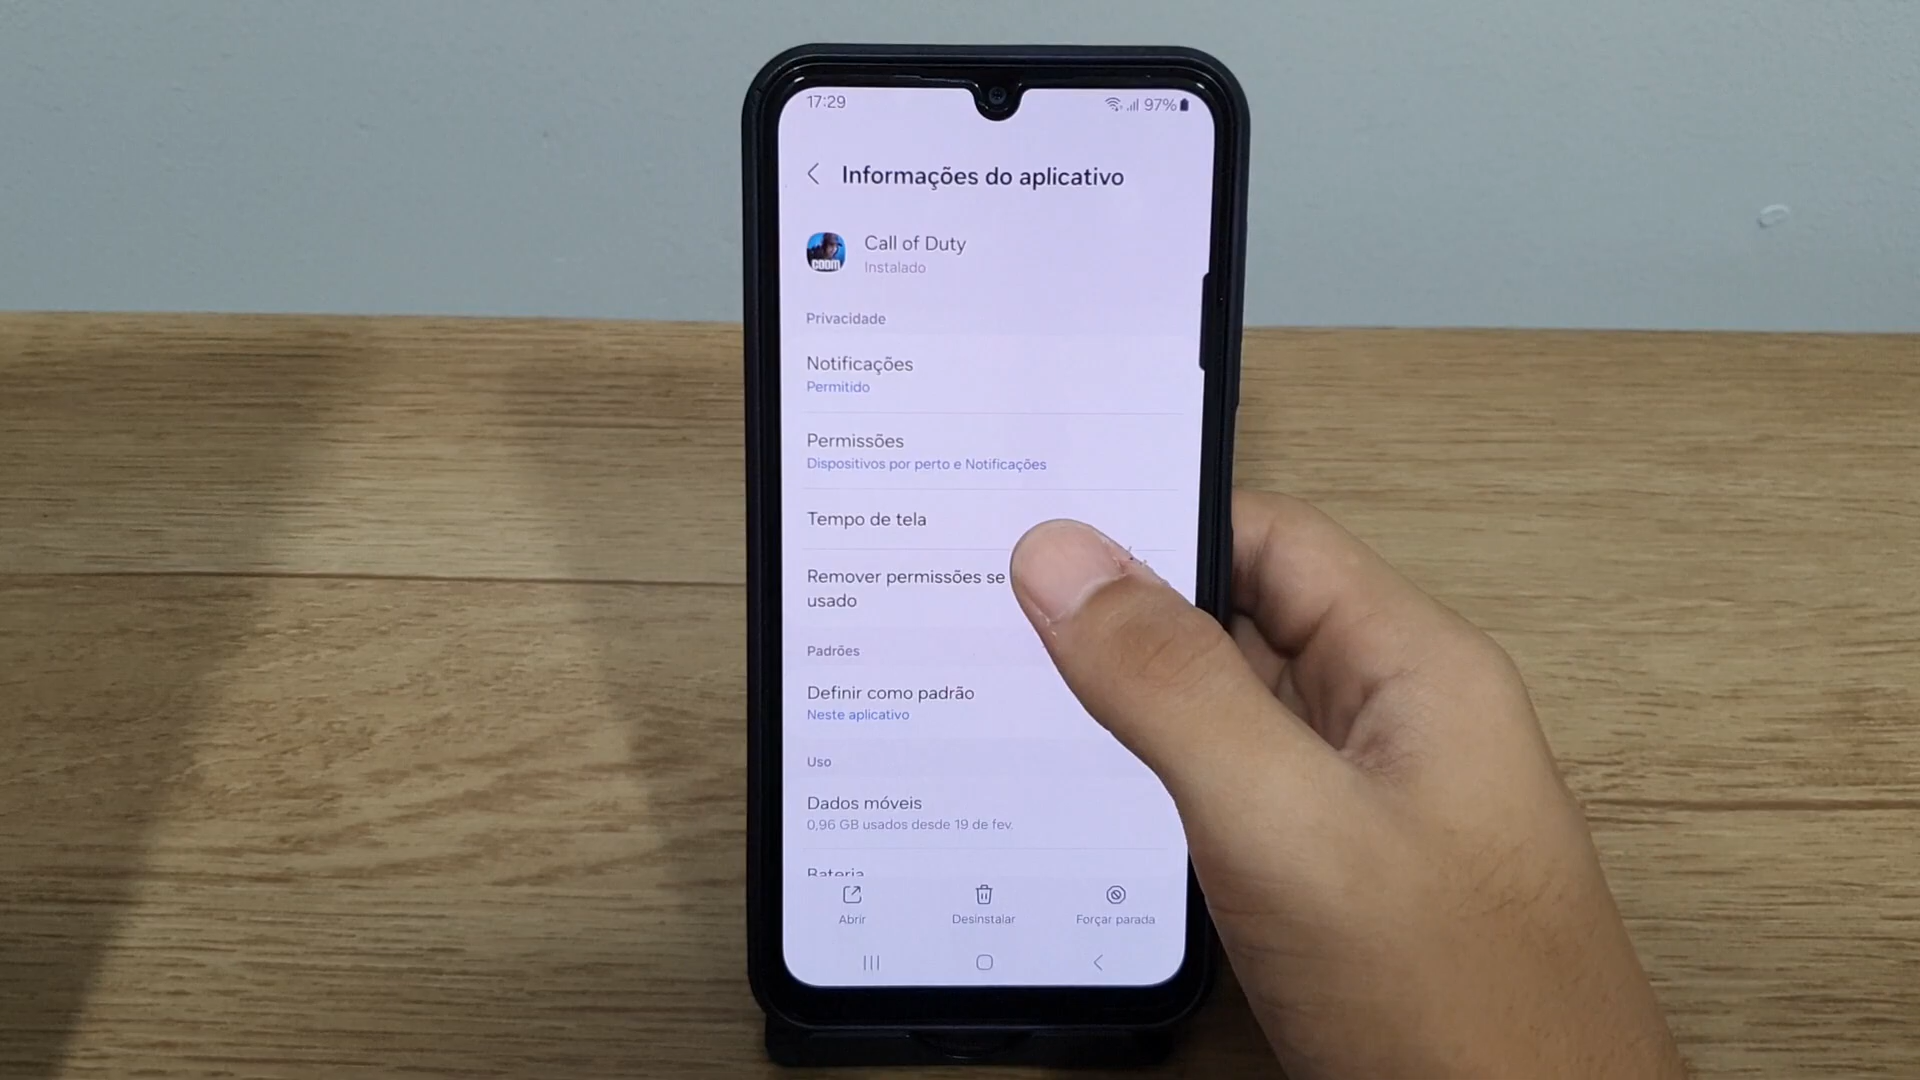 17:29
97%
Informações do aplicativo
Call of Duty
CODM
Instalado
Privacidade
Notificações
Permitido
Permissões
Dispositivos por perto e Notificações
Tempo de tela
Remover permissões se
usado
Padrões
Definir como padrão
Neste aplicativo
Uso
Dados móveis
0,96 GB usados desde 19 de fev.
Bateria
Abrir
Desinstalar
Forçar parada